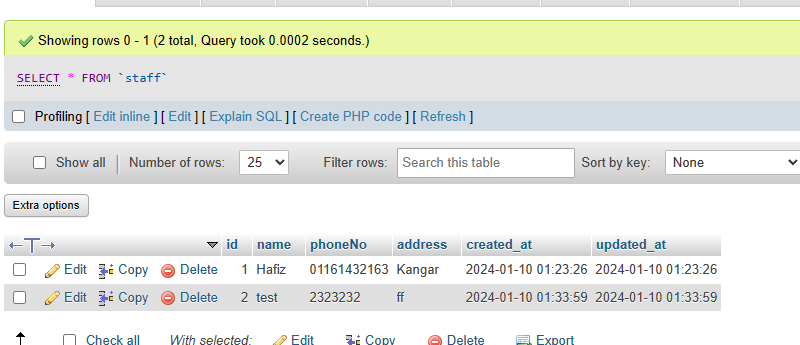 Showing rows 0 - 1 (2 total, Query took 0.0002 seconds.)
SELECT * FROM `staff`
Profiling [ Edit inline ] [ Edit ] [ Explain SQL ] [ Create PHP code ] [ Refresh ]
Show all Number of rows: 25 Filter rows: Search this table Sort by key: None
Extra options
id name phoneNo address created_at updated_at
Edit Copy Delete 1 Hafiz 01161432163 Kangar 2024-01-10 01:23:26 2024-01-10 01:23:26
Edit Copy Delete 2 test 2323232 ff 2024-01-10 01:33:59 2024-01-10 01:33:59
Check all With selected: Edit Copy Delete Export